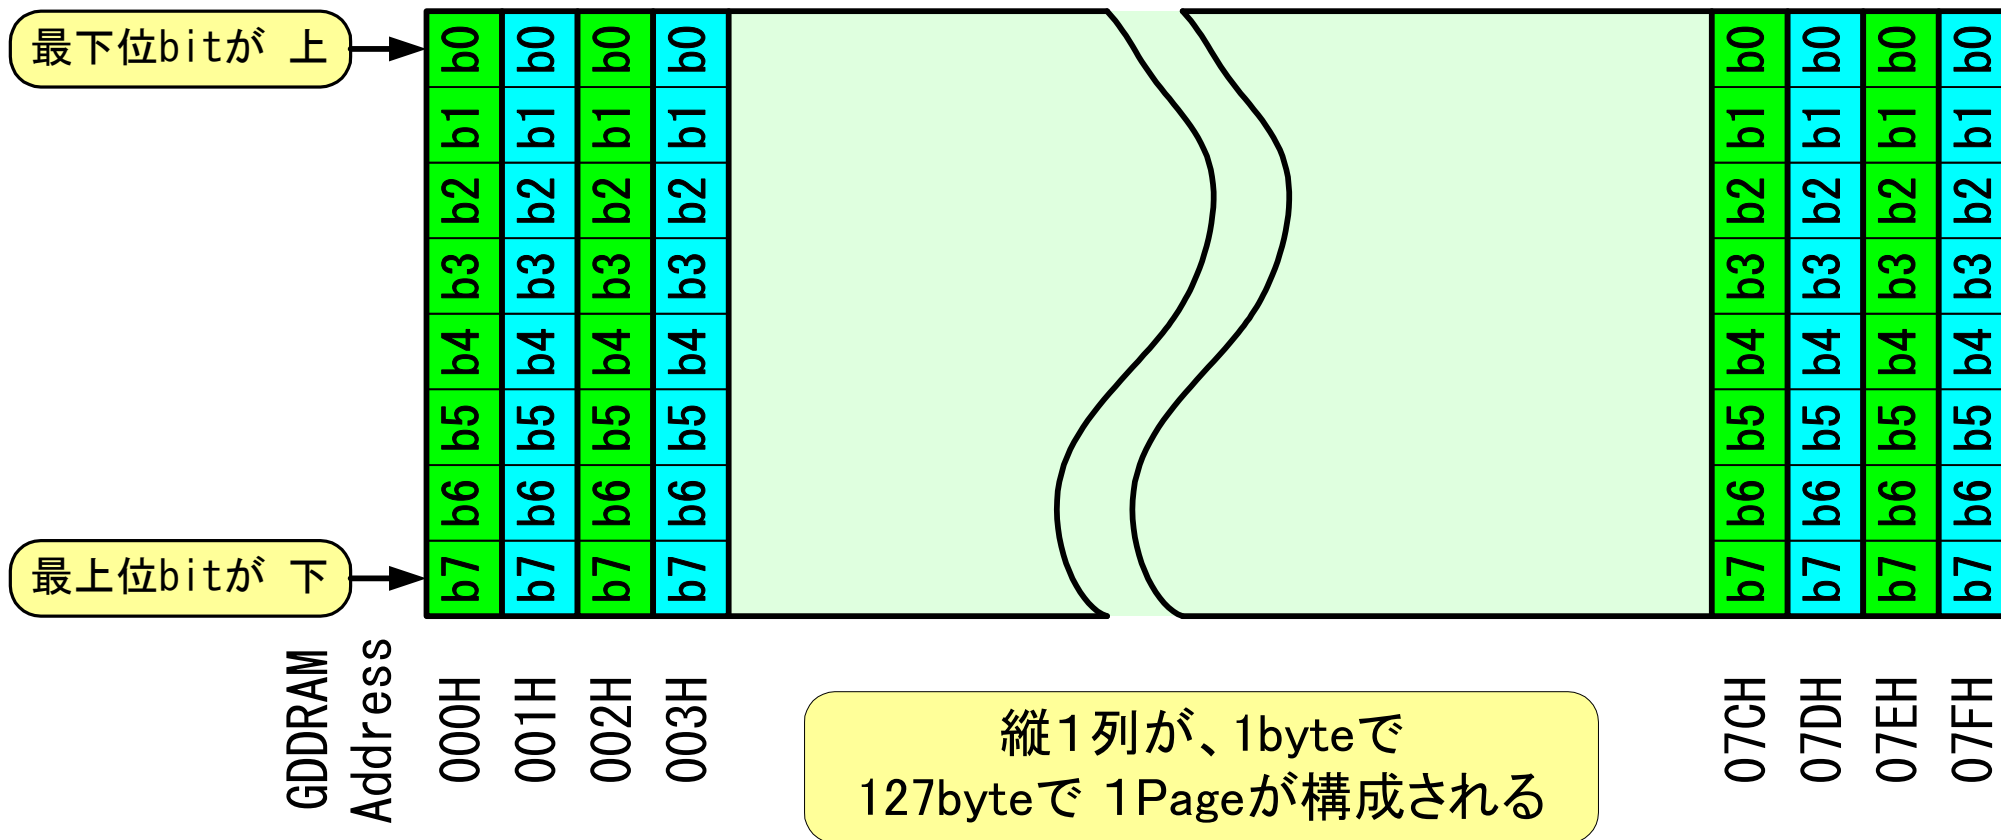 最下位bitが 上
b0 b0 b0 b0 b0 b0 b0 b0
b1 b1 b1 b1 b1 b1 b1 b1
b2 b2 b2 b2 b2 b2 b2 b2
b3 b3 b3 b3 b3 b3 b3 b3
b4 b4 b4 b4 b4 b4 b4 b4
b5 b5 b5 b5 b5 b5 b5 b5
b6 b6 b6 b6 b6 b6 b6 b6
最上位bitが 下
b7 b7 b7 b7 b7 b7 b7 b7
GDDRAM
Address
000H 001H 002H 003H 07CH 07DH 07EH 07FH
縦1列が、1byteで
127byteで 1Pageが構成される